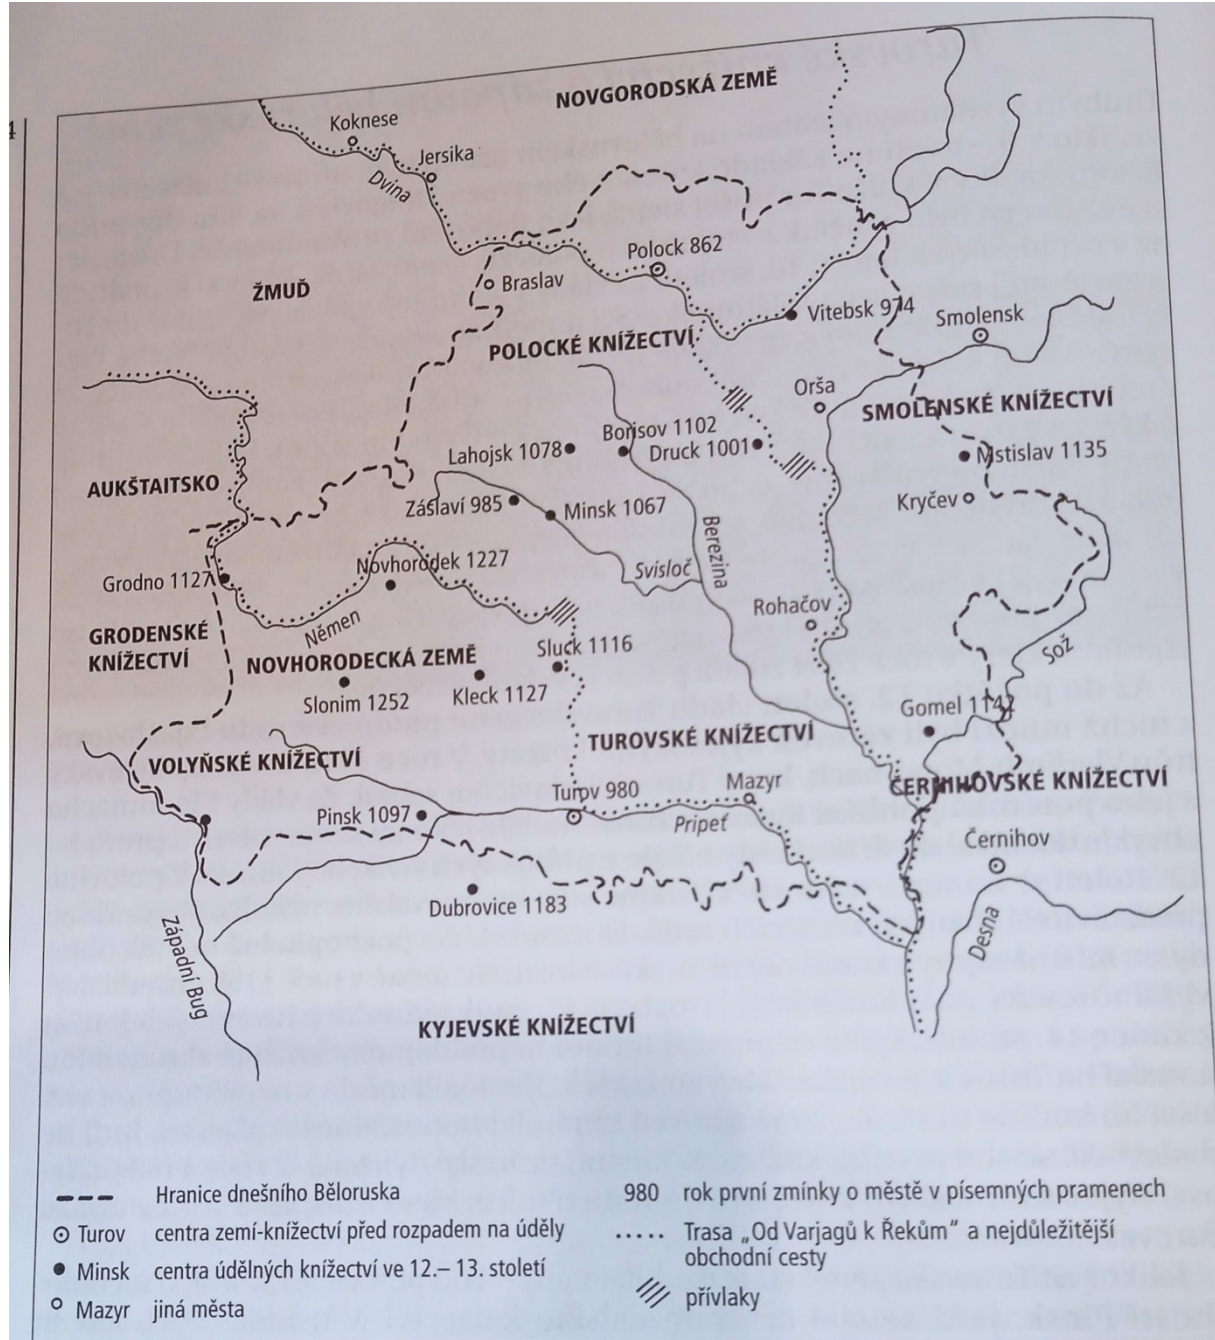 4
NOVGORODSKÁ ZEMĚ
Koknese
Jersika
Dvina
Polock 862
Braslav
ŽMUĎ
Vitebsk 974
Smolensk
POLOCKÉ KNÍŽECTVÍ
Orša
SMOLENSKÉ KNÍŽECTVÍ
Borisov 1102
Lahojsk 1078
Druck 1001
Mstislav 1135
AUKŠTAITSKO
Záslaví 985
Minsk 1067
Kryčev
Berezina
Novhorodek 1227
Svisloč
Grodno 1127
Rohačov
Němen
GRODENSKÉ
KNÍŽECTVÍ
NOVHORODECKÁ ZEMĚ
Sluck 1116
Sož
Slonim 1252
Kleck 1127
Gomel 1142
TUROVSKÉ KNÍŽECTVÍ
VOLYŇSKÉ KNÍŽECTVÍ
ČERNIHOVSKÉ KNÍŽECTVÍ
Turov 980
Mazyr
Pinsk 1097
Pripeť
Černihov
Dubrovice 1183
Západní Bug
Desna
KYJEVSKÉ KNÍŽECTVÍ
Hranice dnešního Běloruska
980 rok první zmínky o městě v písemných pramenech
Turov centra zemí-knížectví před rozpadem na úděly
Trasa „Od Varjagů k Řekům“ a nejdůležitější
obchodní cesty
Minsk centra údělných knížectví ve 12.– 13. století
přívlaky
Mazyr jiná města